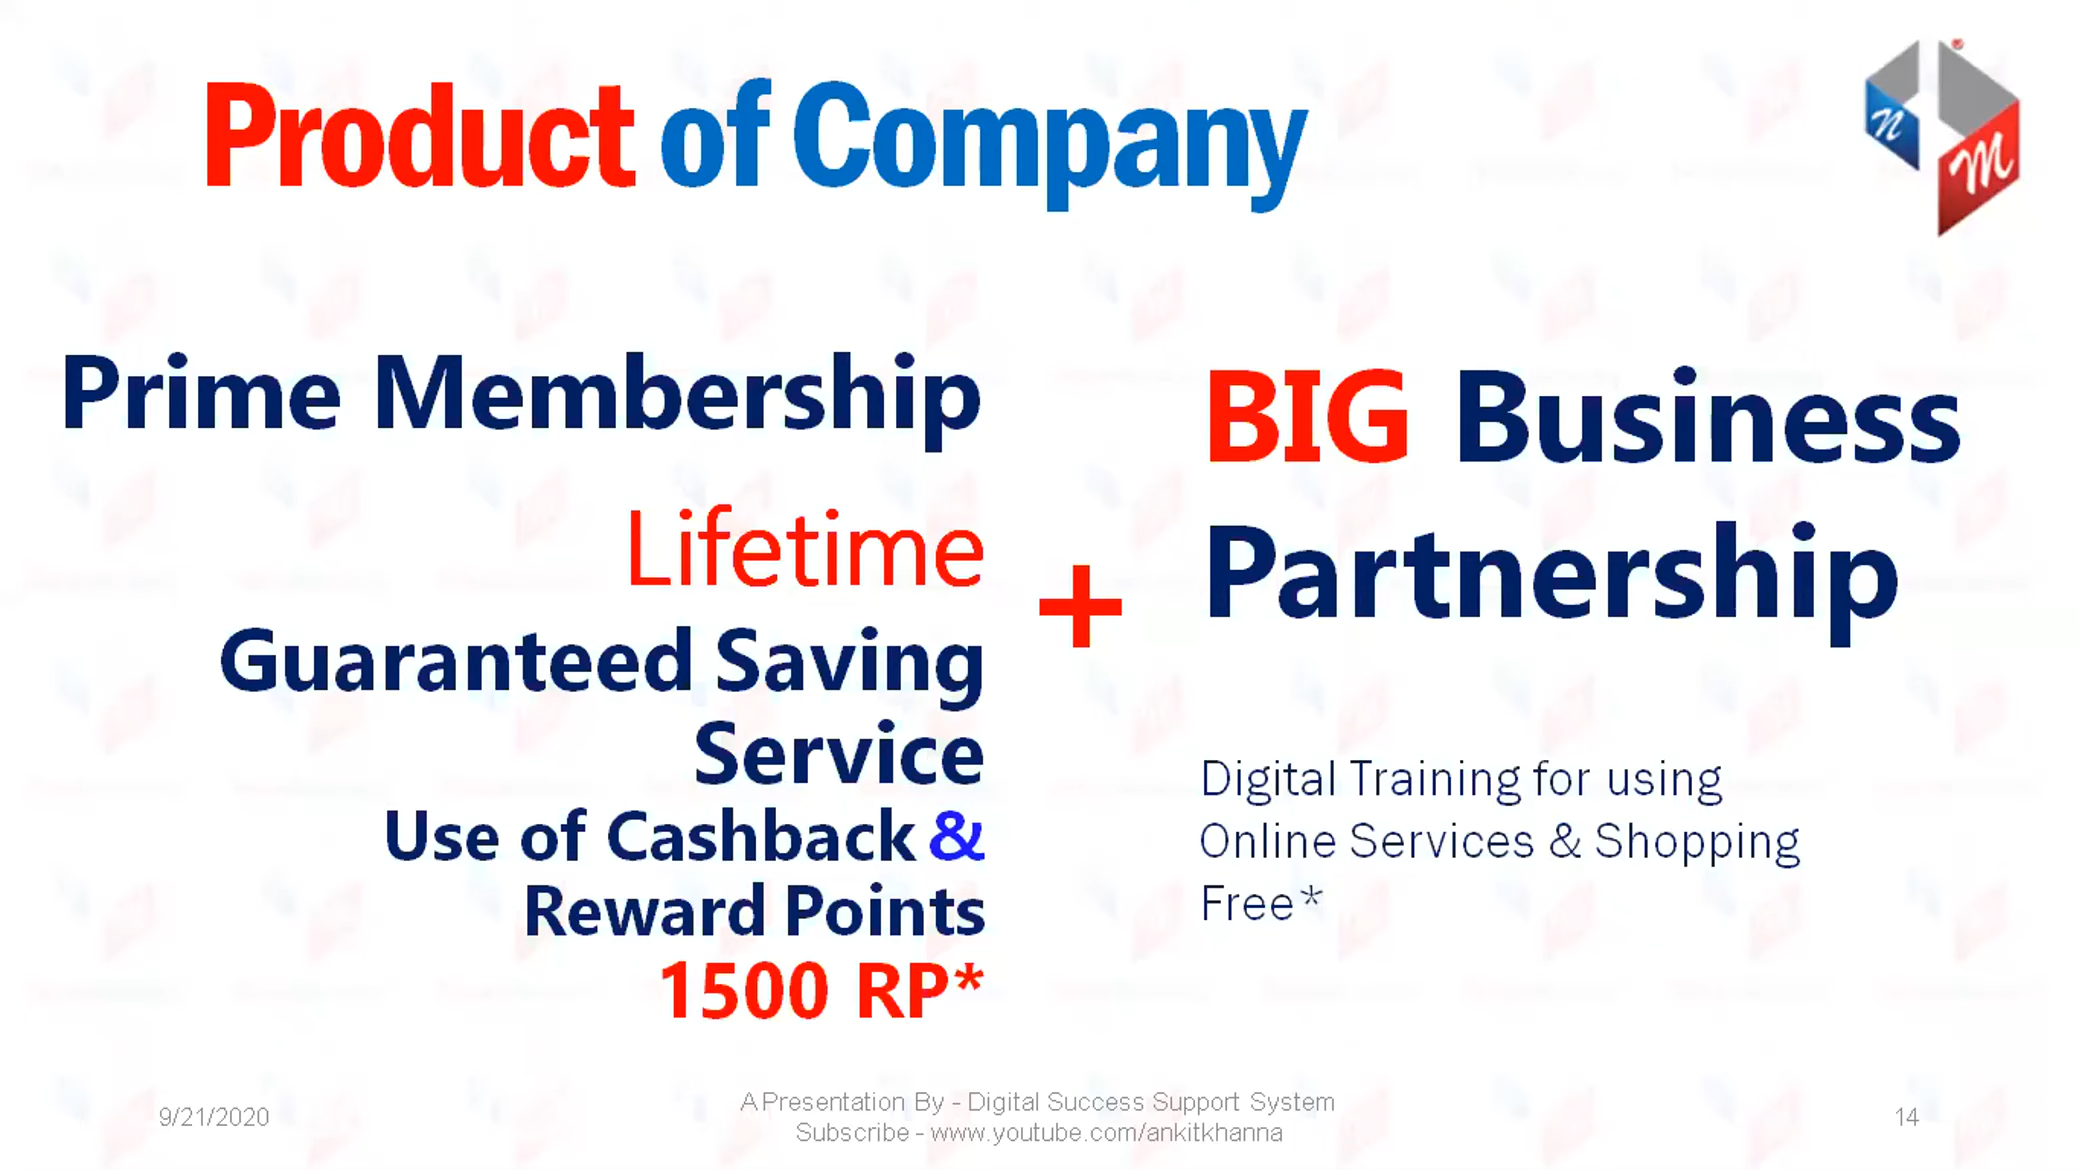 Product of Company
n
M
Prime Membership
Lifetime
Guaranteed Saving
Service
Use of Cashback &
Reward Points
1500 RP*
+
BIG Business
Partnership
Digital Training for using
Online Services & Shopping
Free*
9/21/2020
A Presentation By - Digital Success Support System
Subscribe - www.youtube.com/ankitkhanna
14